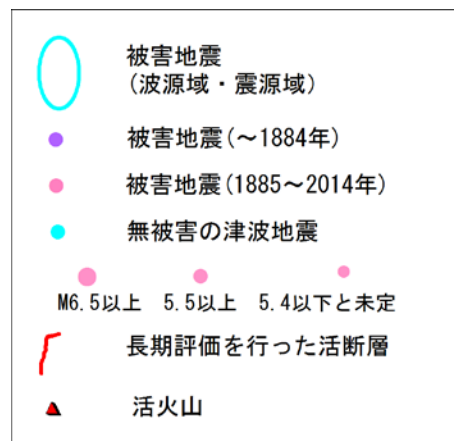 被害地震
(波源域・震源域)
被害地震(～1884年)
被害地震(1885～2014年)
無被害の津波地震
M6.5以上 5.5以上 5.4以下と未定
長期評価を行った活断層
活火山